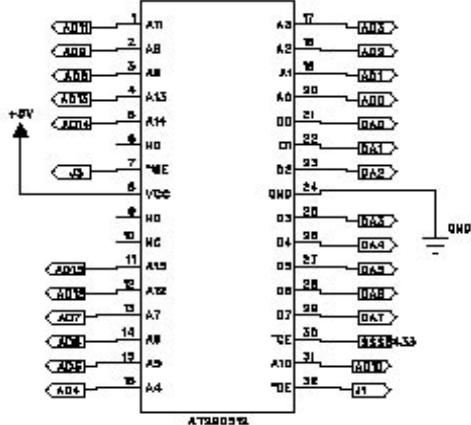 AD11 1 A11 A3 17 AD3
AD9 2 A9 A2 18 AD2
AD8 3 A8 A1 19 AD1
AD13 4 A13 A0 20 AD0
AD14 5 A14 D0 21 DA0
6 D1 22 DA1
J3 7 D2 23 DA2
+5V 8 VCC GND 24 GND
9 D3 25 DA3
10 NC D4 26 DA4
AD15 11 A15 D5 27 DA5
AD12 12 A12 D6 28 DA6
AD7 13 A7 D7 29 DA7
AD6 14 A6 CE 30
AD5 15 A5 A10 31 AD10
AD4 16 A4 OE 32 J1